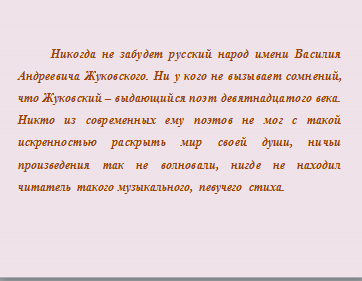 Никогда не забудет русский народ имени Василия
Андреевича Жуковского. Ни у кого не вызывает сомнений,
что Жуковский – выдающийся поэт девятнадцатого века.
Никто из современных ему поэтов не мог с такой
искренностью раскрыть мир своей души, ничьи
произведения так не волновали, нигде не находил
читатель такого музыкального, певучего стиха.